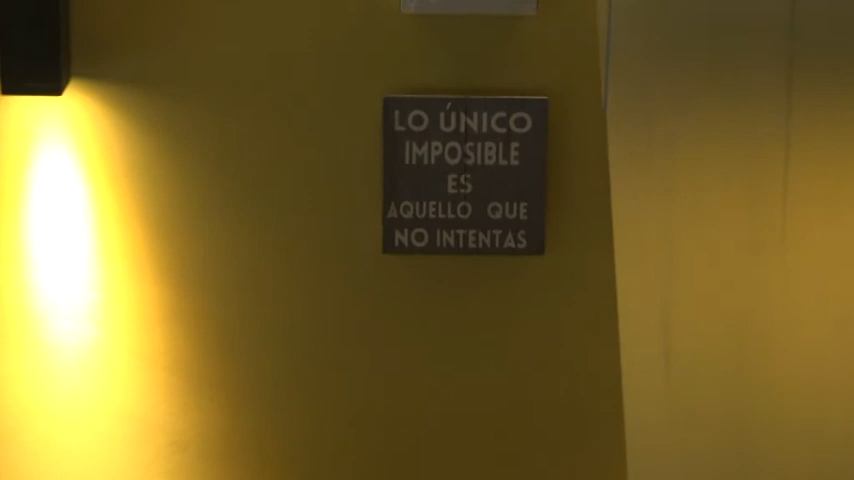 LO ÚNICO
IMPOSIBLE
ES
AQUELLO QUE
NO INTENTAS